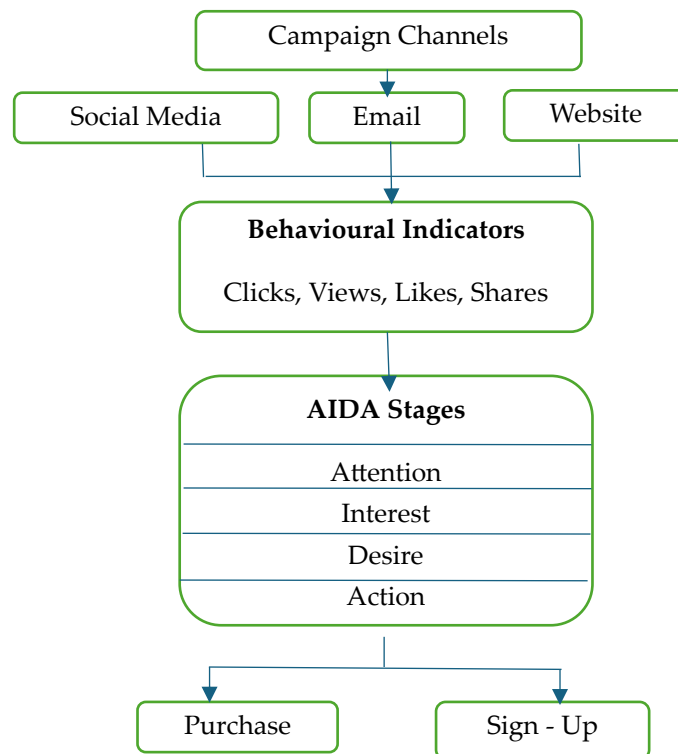 Campaign Channels
Social Media
Email
Website
Behavioural Indicators
Clicks, Views, Likes, Shares
AIDA Stages
Attention
Interest
Desire
Action
Purchase
Sign - Up